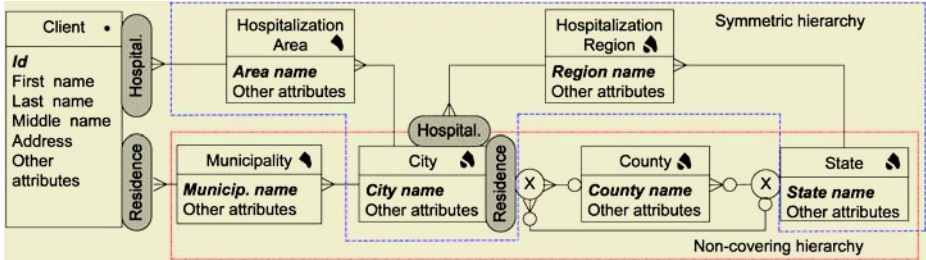 Client
Id
First name
Last name
Middle name
Address
Other
attributes
Hospital.
Residence
Hospitalization
Area
Area name
Other attributes
Hospitalization
Region
Region name
Other attributes
Symmetric hierarchy
Municipality
Municip. name
Other attributes
Hospital.
City
City name
Other attributes
Residence
X
County
County name
Other attributes
X
State
State name
Other attributes
Non-covering hierarchy